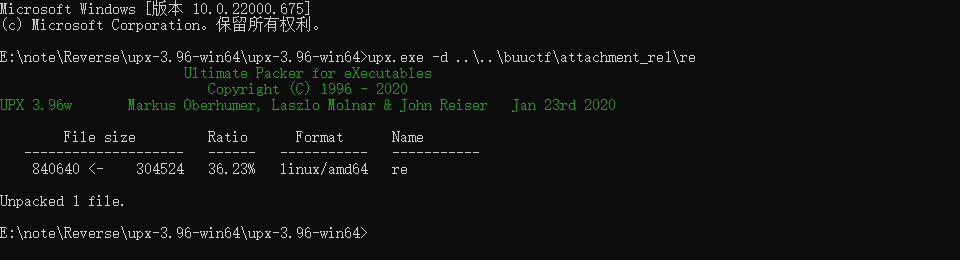 Microsoft Windows [版本 10.0.22000.675]
(c) Microsoft Corporation。保留所有权利。
E:\note\Reverse\upx-3.96-win64\upx-3.96-win64>upx.exe -d ..\..\buuctf\attachment_re1\re
Ultimate Packer for eXecutables
Copyright (C) 1996 - 2020
UPX 3.96w Markus Oberhumer, Laszlo Molnar & John Reiser Jan 23rd 2020
File size Ratio Format Name
-------------------- ------ ----------- -----------
840640 <- 304524 36.23% linux/amd64 re
Unpacked 1 file.
E:\note\Reverse\upx-3.96-win64\upx-3.96-win64>